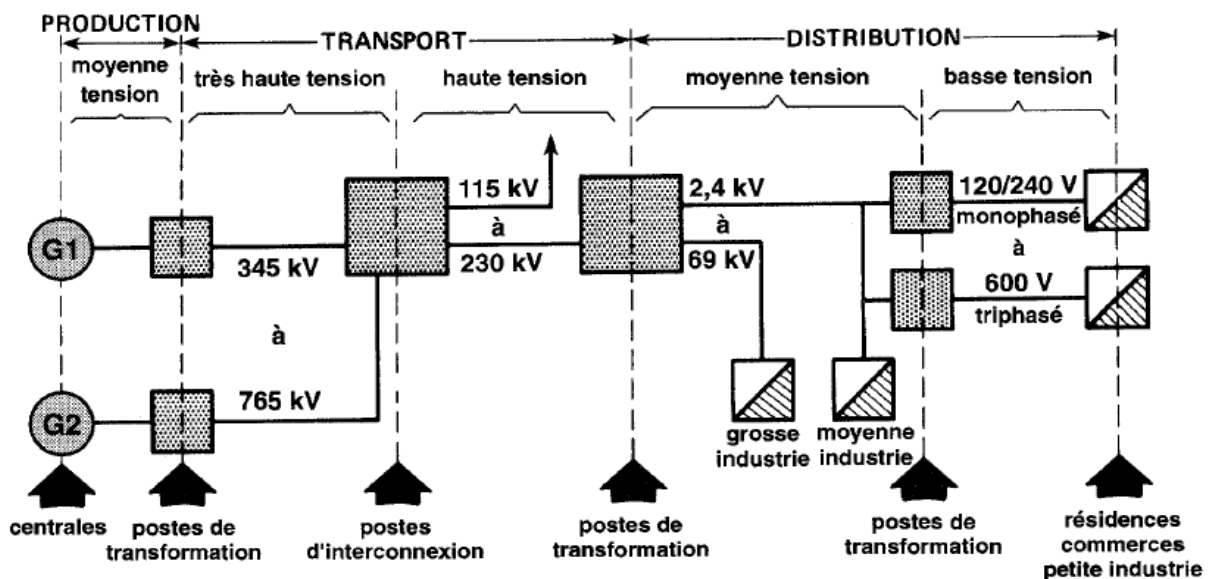 PRODUCTION
TRANSPORT
DISTRIBUTION
moyenne
tension
très haute tension
haute tension
moyenne tension
basse tension
115 kV
à
230 kV
2,4 kV
à
69 kV
120/240 V
monophasé
à
600 V
triphasé
G1
345 kV
à
765 kV
G2
grosse
industrie
moyenne
industrie
centrales
postes de
transformation
postes
d'interconnexion
postes de
transformation
postes de
transformation
résidences
commerces
petite industrie